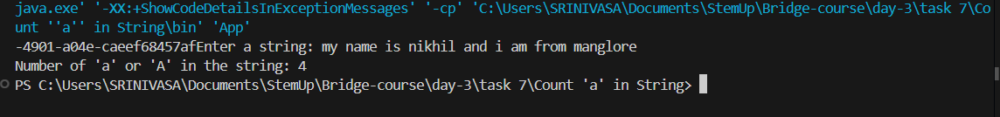 java.exe' '-XX:+ShowCodeDetailsInExceptionMessages' '-cp' 'C:\Users\SRINIVASA\Documents\StemUp\Bridge-course\day-3\task 7\Co
unt ''a'' in String\bin' 'App'
-4901-a04e-caeef68457afEnter a string: my name is nikhil and i am from manglore
Number of 'a' or 'A' in the string: 4
PS C:\Users\SRINIVASA\Documents\StemUp\Bridge-course\day-3\task 7\Count 'a' in String>